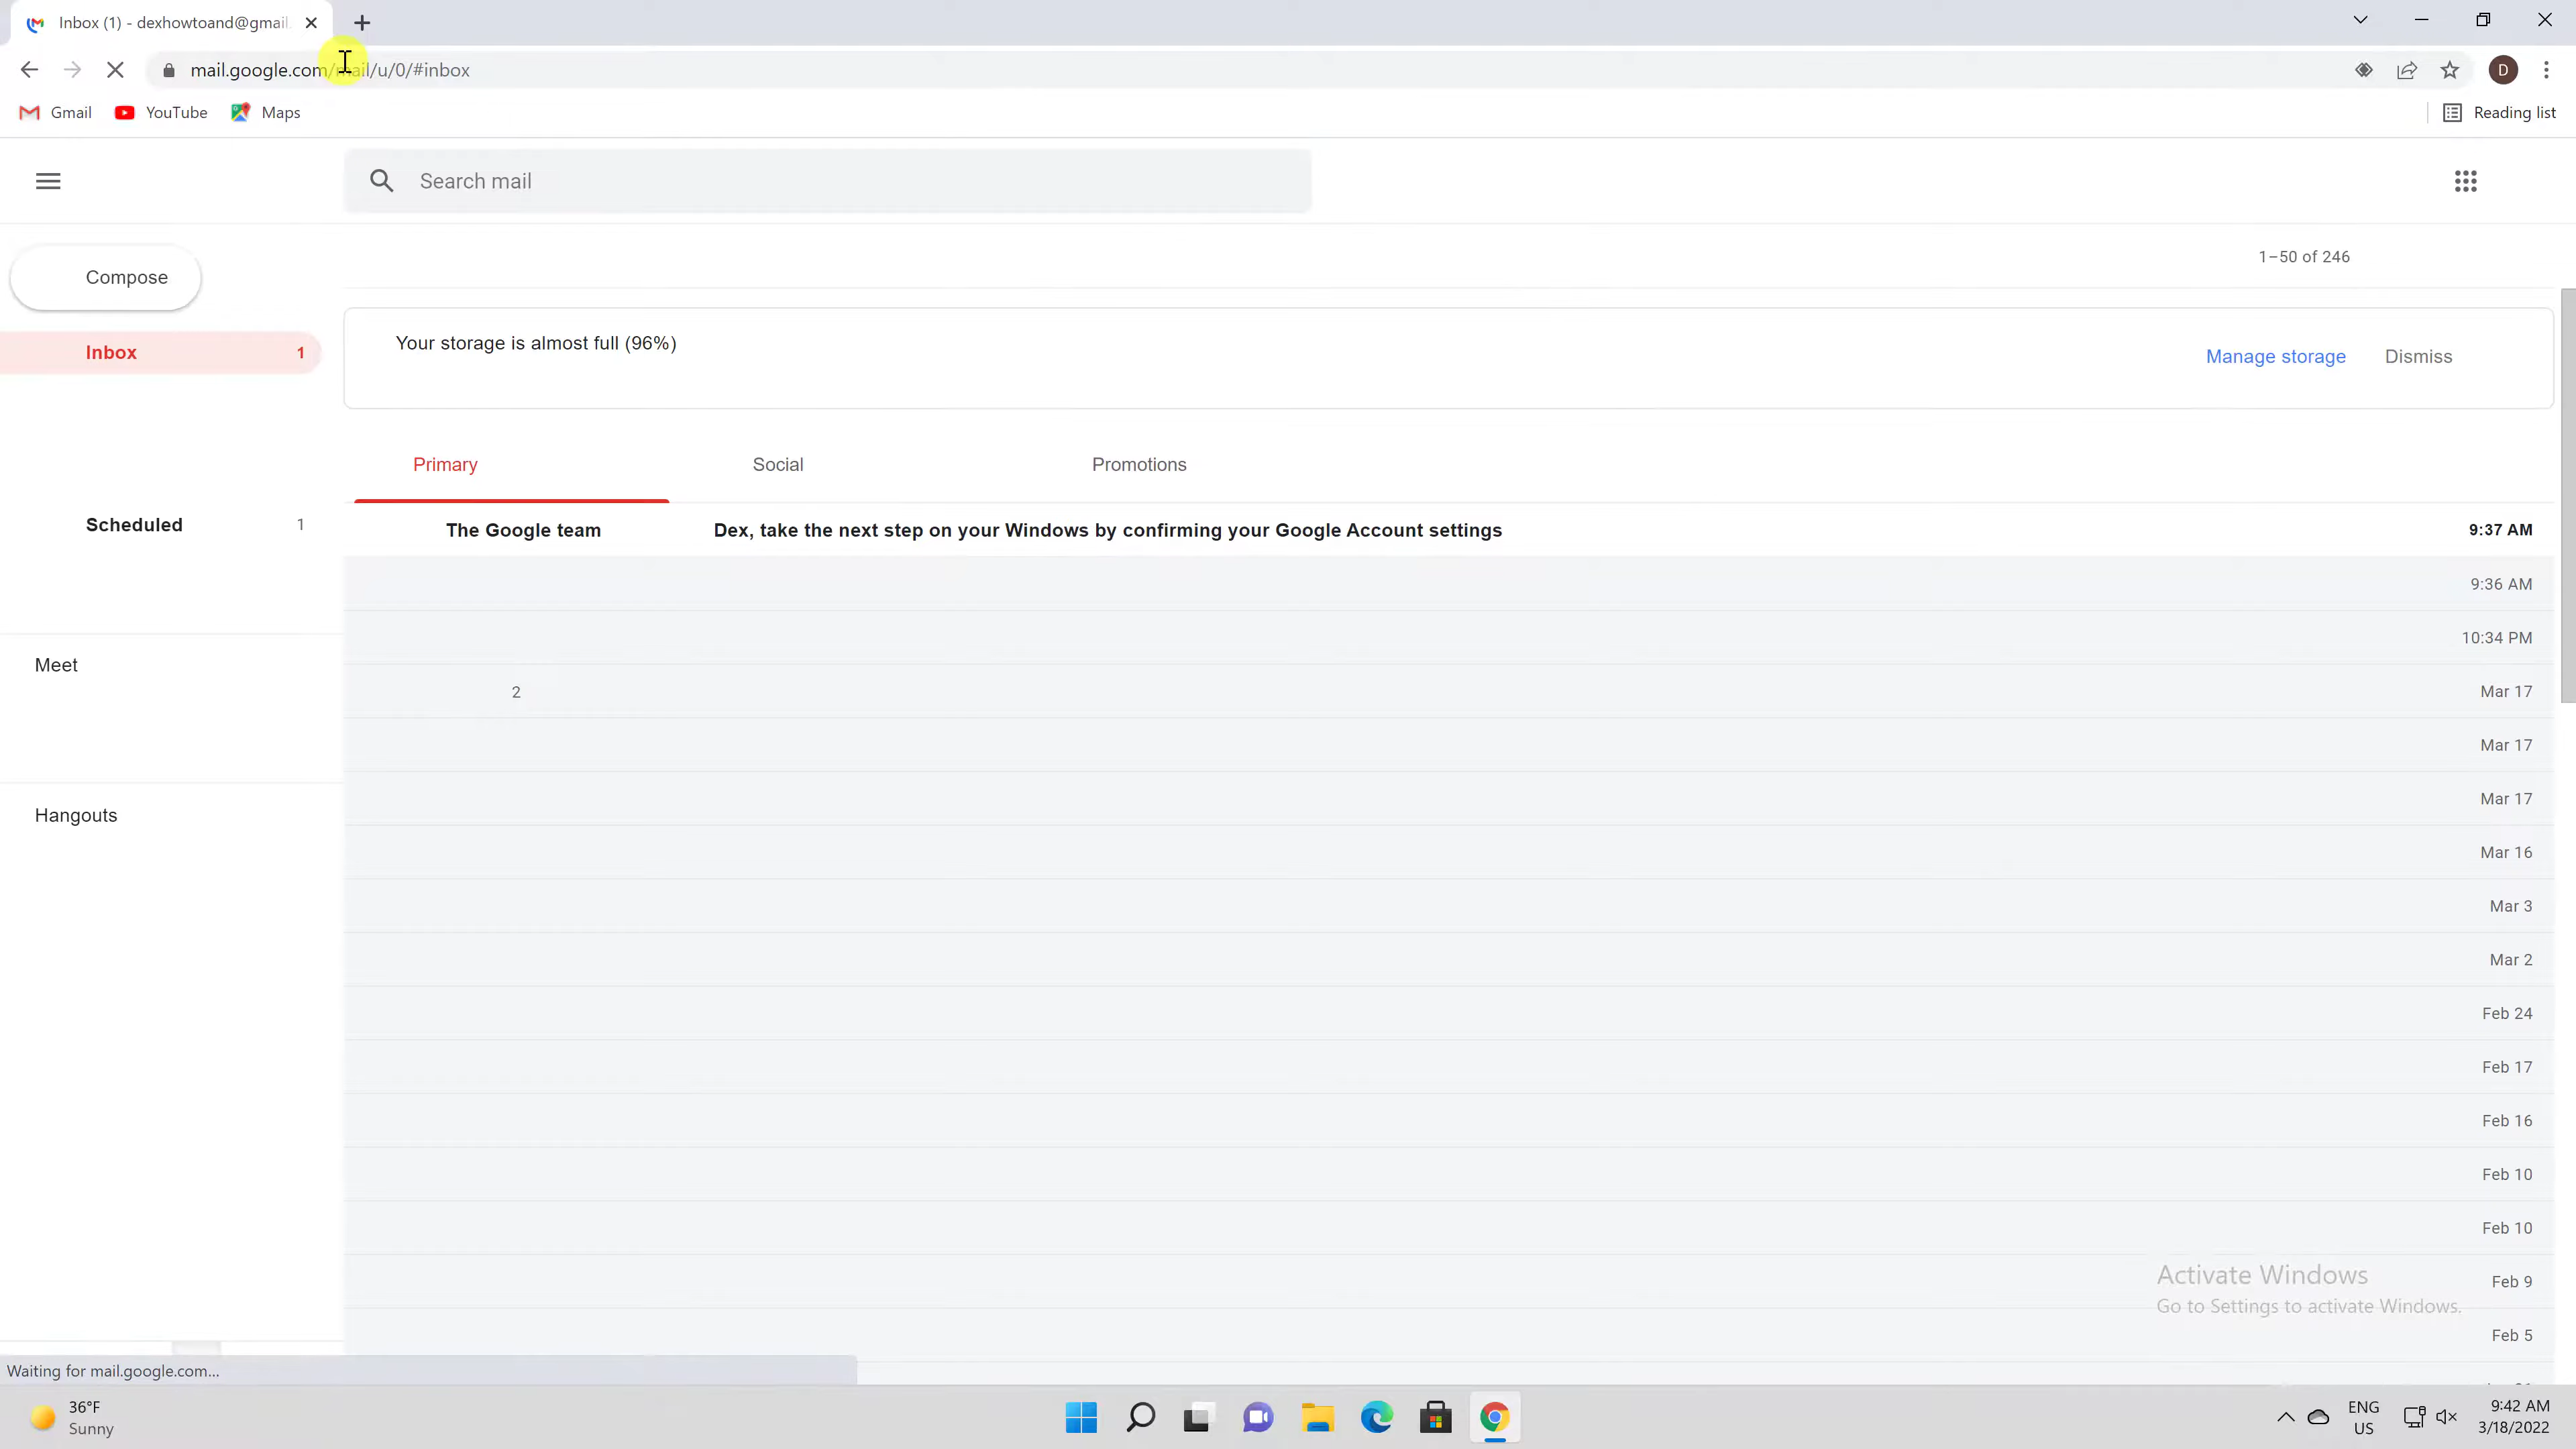 Inbox (1) - dexhowtoand@gmail.
mail.google.com/mail/u/0/#inbox
D
Gmail YouTube Maps Reading list
Search mail
Compose
1–50 of 246
Your storage is almost full (96%)
Manage storage Dismiss
Inbox 1
Scheduled 1
Meet
Hangouts
Primary Social Promotions
The Google team Dex, take the next step on your Windows by confirming your Google Account settings 9:37 AM
9:36 AM
10:34 PM
2 Mar 17
Mar 17
Mar 17
Mar 16
Mar 3
Mar 2
Feb 24
Feb 17
Feb 16
Feb 10
Feb 10
Feb 9
Feb 5
Activate Windows
Go to Settings to activate Windows.
Waiting for mail.google.com...
36°F
Sunny
ENG
US
9:42 AM
3/18/2022